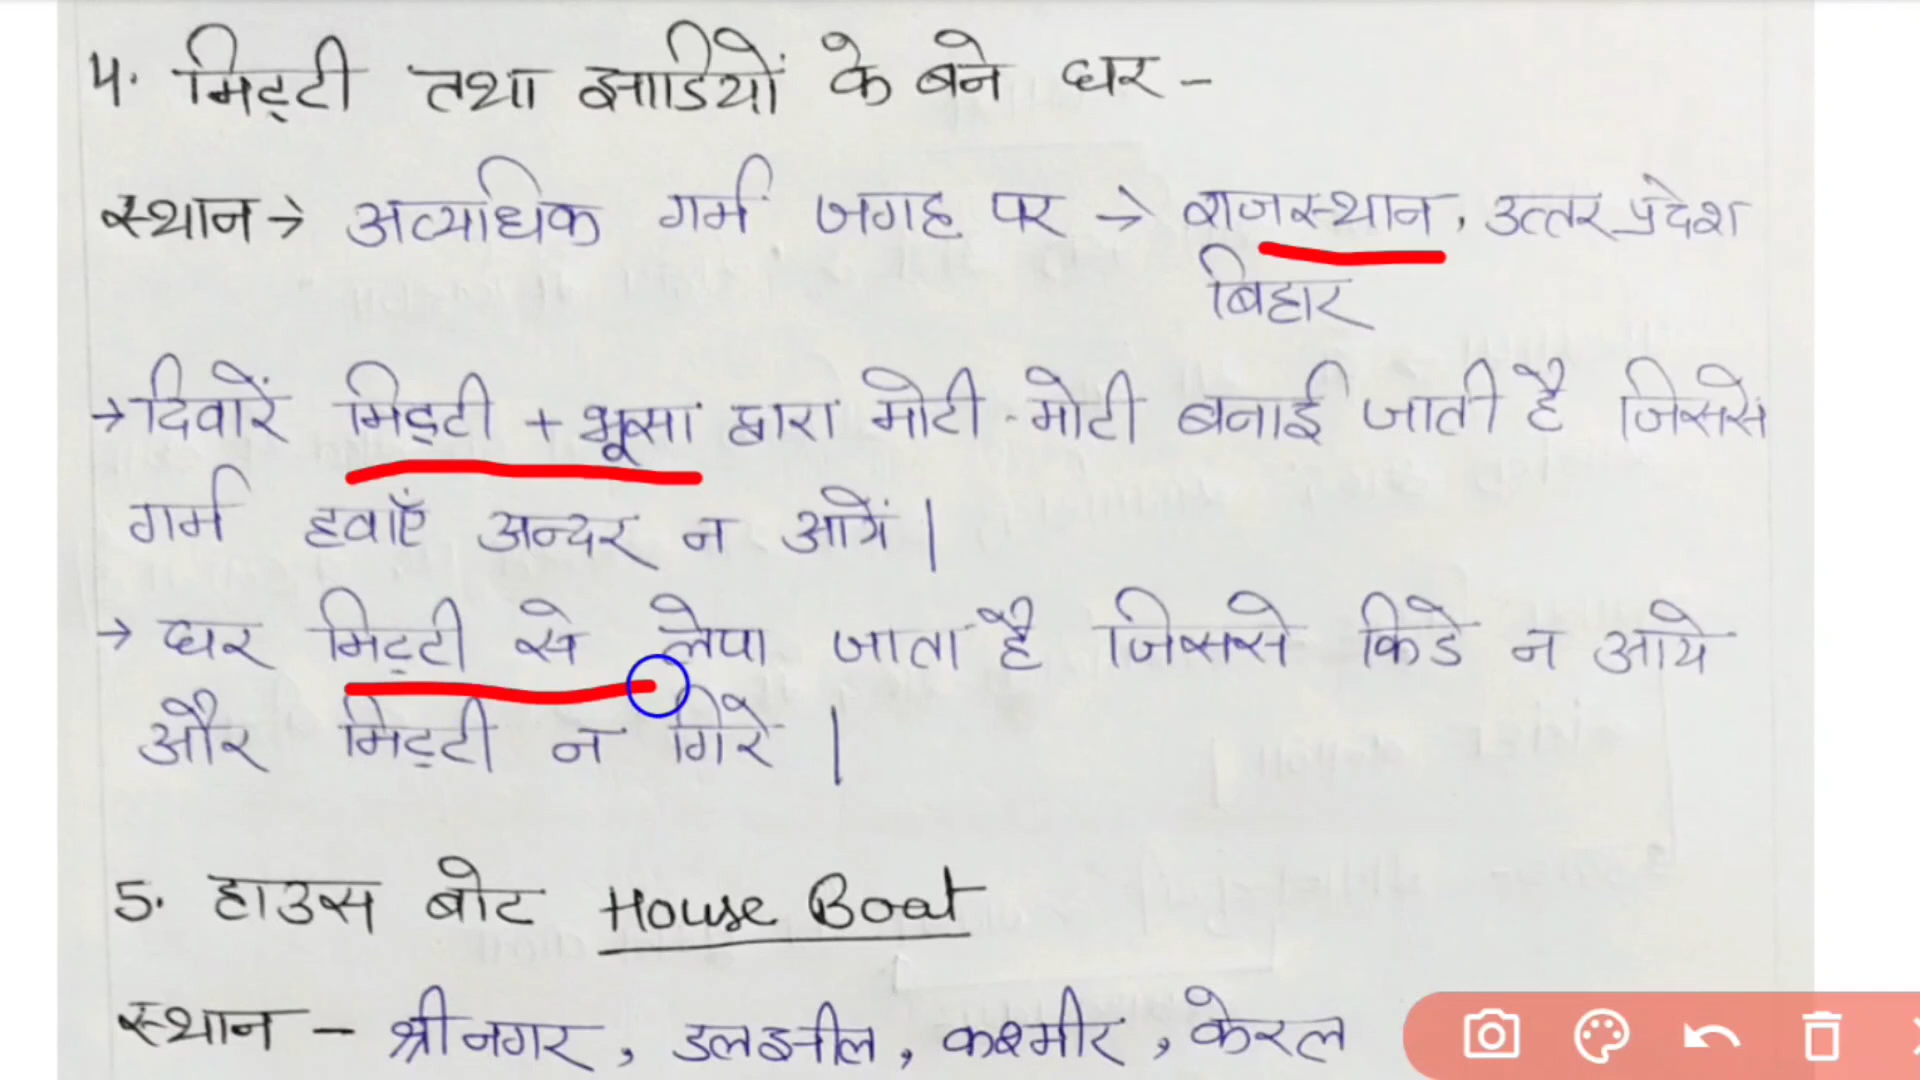 4. मिट्टी तथा झाडियों के बने घर -
स्थान → अत्याधिक गर्म जगह पर → राजस्थान, उत्तर प्रदेश
बिहार
→ दिवारें मिट्टी + भूसा द्वारा मोटी-मोटी बनाई जाती है जिससे
गर्म हवाएँ अन्दर न आयें |
→ घर मिट्टी से लेपा जाता है जिससे किडे न आये
और मिट्टी न गिरे |
5. हाउस बोट House Boat
स्थान - श्रीनगर, डलझील, कश्मीर, केरल